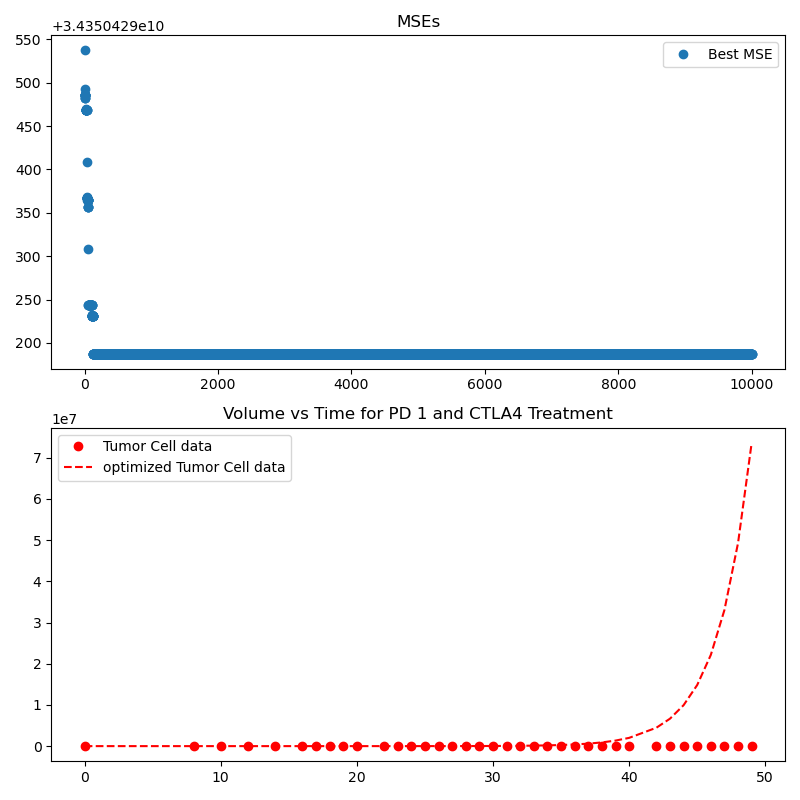 MSEs
+3.4350429e10
550
500
450
400
350
300
250
200
Best MSE
0 2000 4000 6000 8000 10000
Volume vs Time for PD 1 and CTLA4 Treatment
1e7
7
6
5
4
3
2
1
0
Tumor Cell data
optimized Tumor Cell data
0 10 20 30 40 50